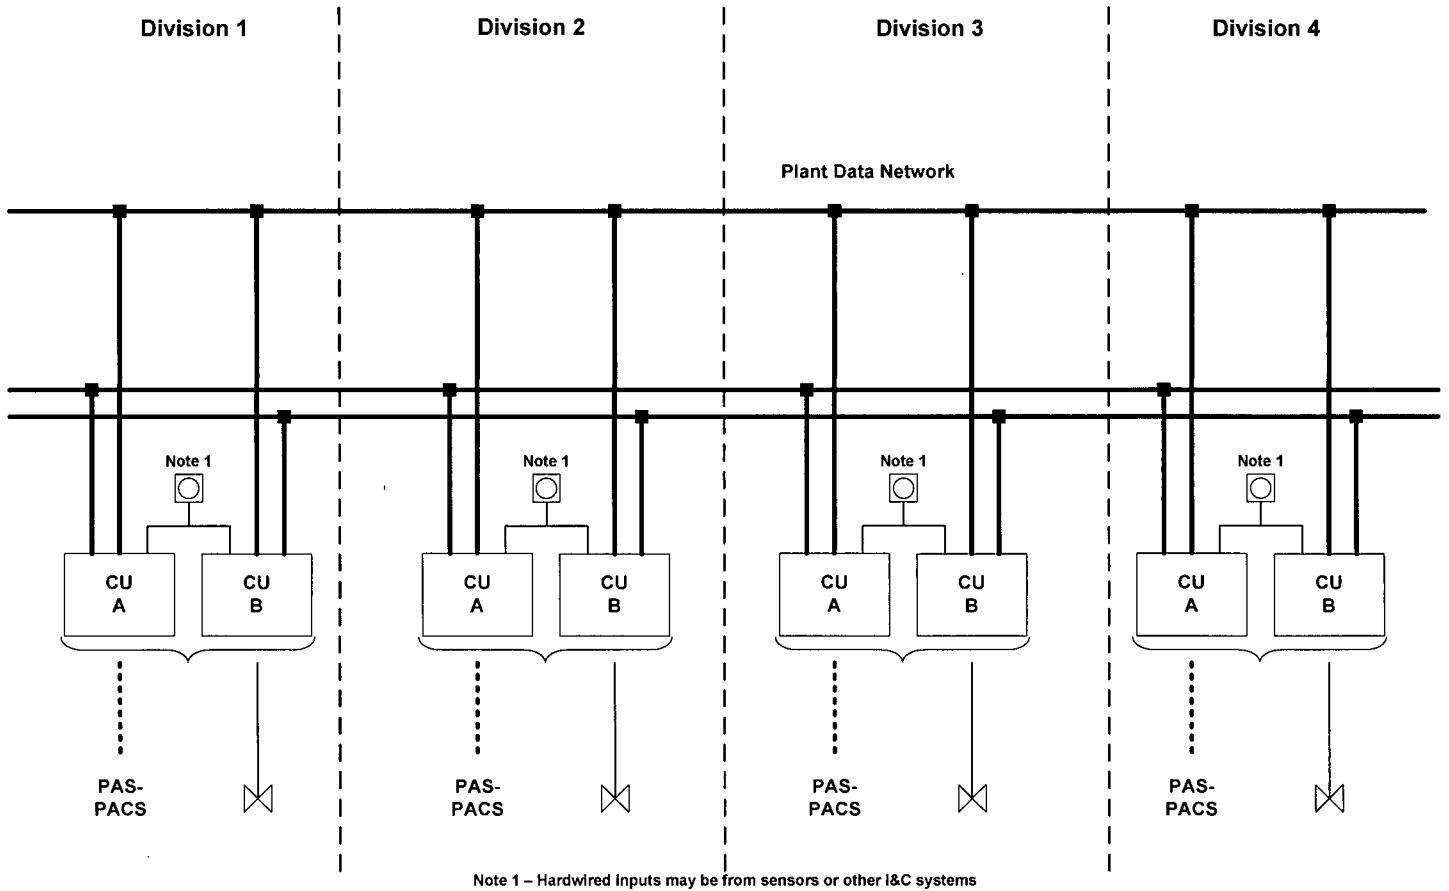 Division 1
Division 2
Division 3
Division 4
Plant Data Network
Note 1
Note 1
Note 1
Note 1
CU
A
CU
B
CU
A
CU
B
CU
A
CU
B
CU
A
CU
B
PAS-
PACS
PAS-
PACS
PAS-
PACS
PAS-
PACS
Note 1 – Hardwired inputs may be from sensors or other I&C systems